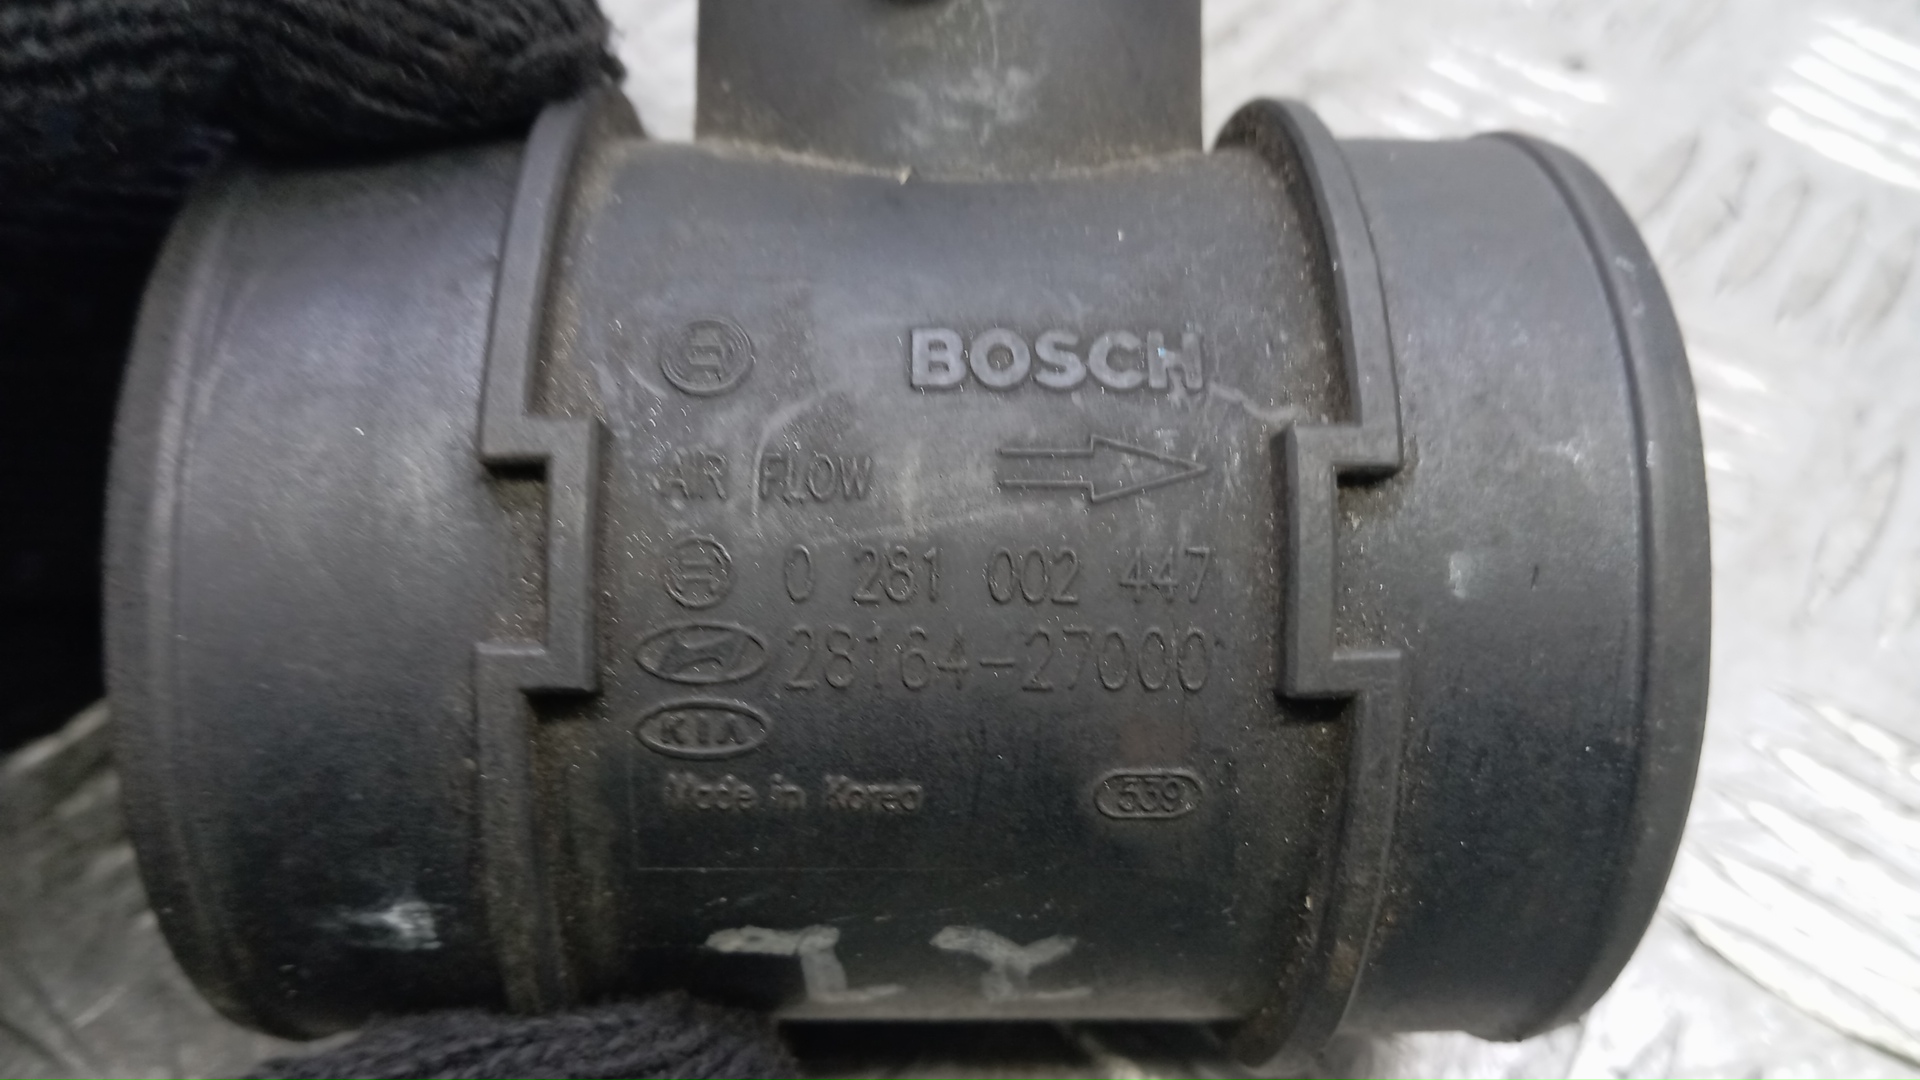 BOSCH
AIR FLOW
0 281 002 447
28164-27000
KIA
Made in Korea
539